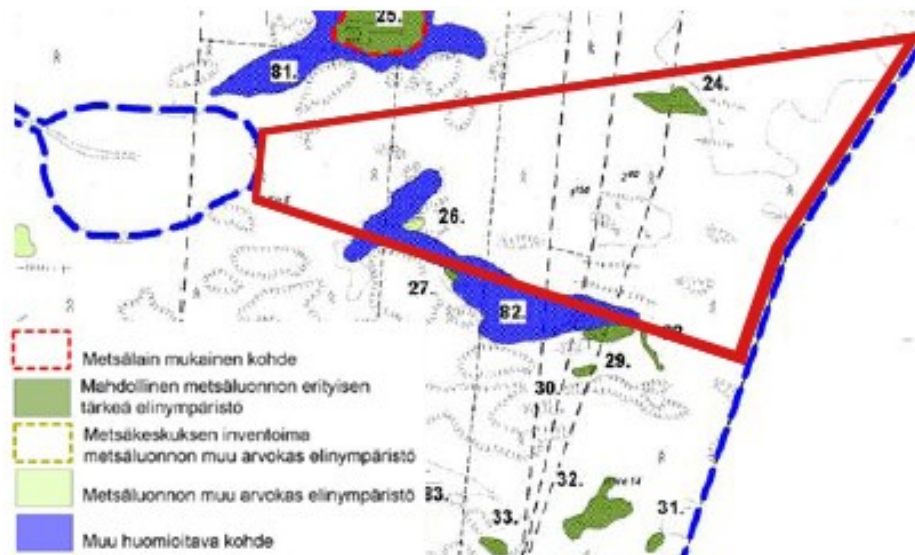 25.
81.
24.
26.
27.
82.
29.
30.
32.
31.
33.
Metsälain mukainen kohde
Mahdollinen metsäluonnon erityisen
tärkeä elinympäristö
Metsäkeskuksen inventoima
metsäluonnon muu arvokas elinympäristö
Metsäluonnon muu arvokas elinympäristö
Muu huomioitava kohde